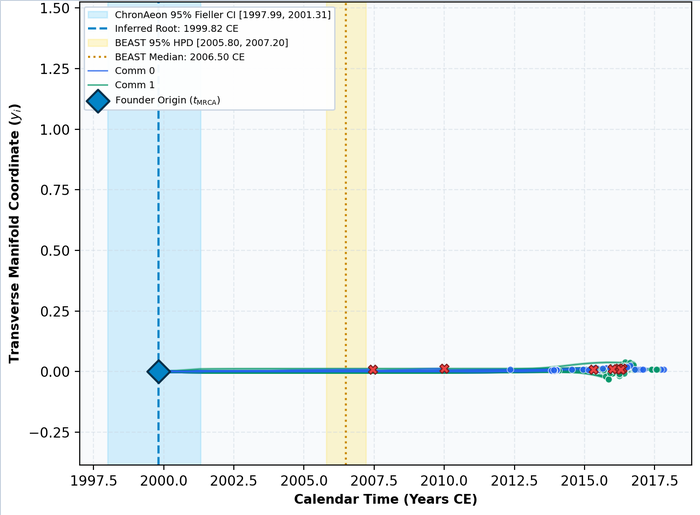 ChronAeon 95% Fieller CI [1997.99, 2001.31]
Inferred Root: 1999.82 CE
BEAST 95% HPD [2005.80, 2007.20]
BEAST Median: 2006.50 CE
Comm 0
Comm 1
Founder Origin (t_MRCA)
1.50
1.25
1.00
0.75
0.50
0.25
0.00
−0.25
Transverse Manifold Coordinate (y_i)
1997.5 2000.0 2002.5 2005.0 2007.5 2010.0 2012.5 2015.0 2017.5
Calendar Time (Years CE)